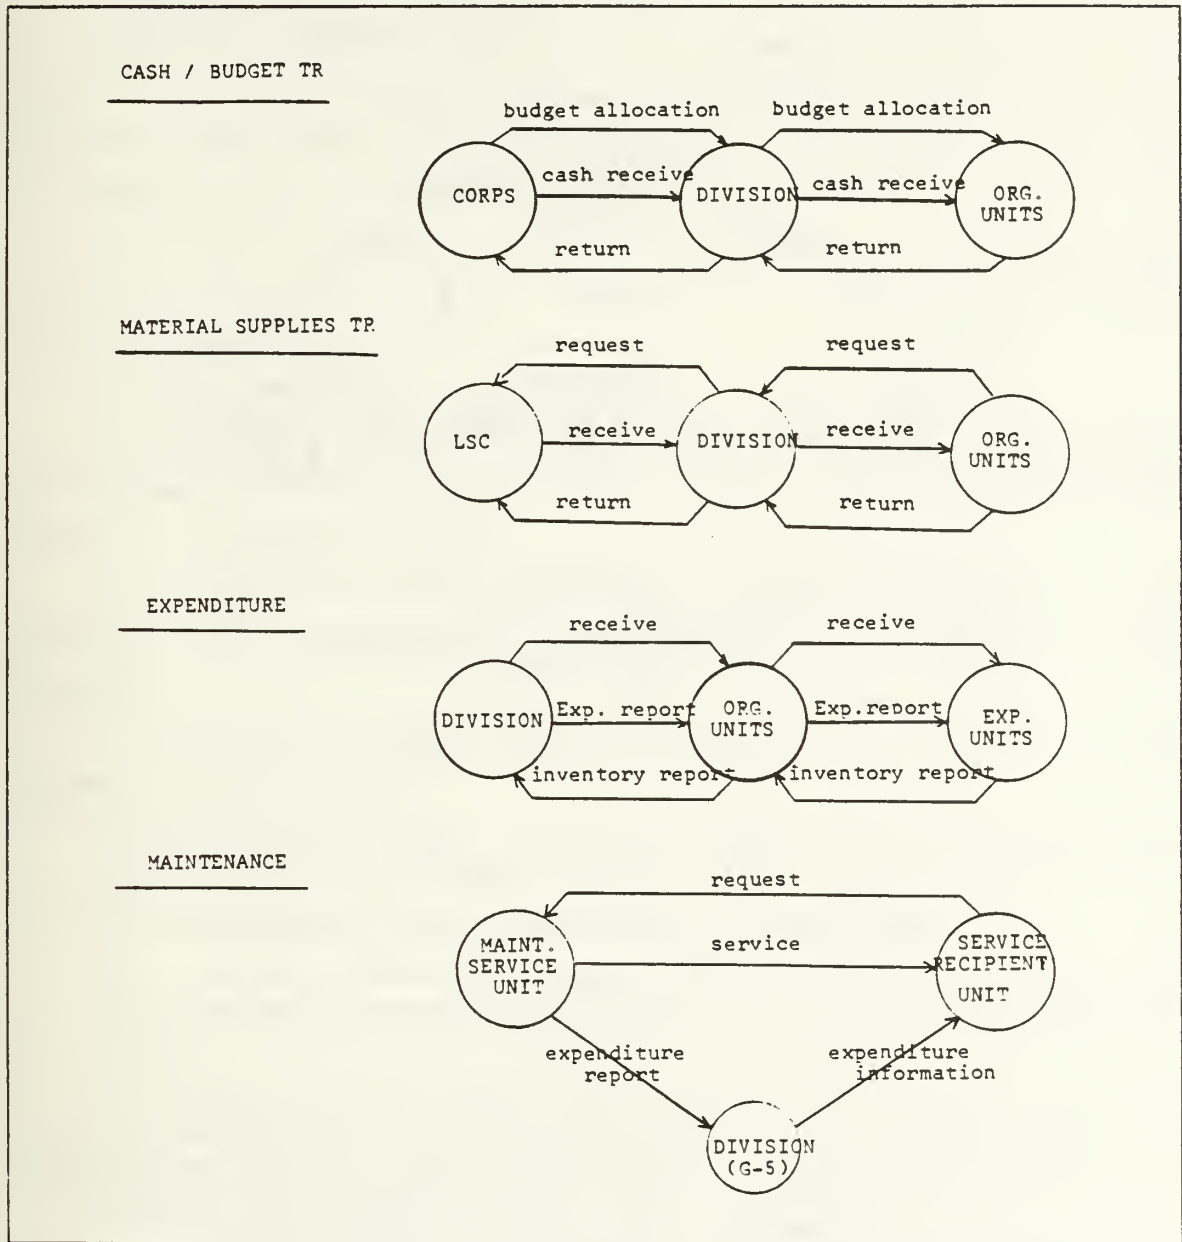 CASH / BUDGET TR
budget allocation
budget allocation
CORPS
cash receive
DIVISION
cash receive
ORG.
UNITS
return
return
MATERIAL SUPPLIES TR
request
request
LSC
receive
DIVISION
receive
ORG.
UNITS
return
return
EXPENDITURE
receive
receive
DIVISION
Exp. report
ORG.
UNITS
Exp.report
EXP.
UNITS
inventory report
inventory report
MAINTENANCE
request
MAINT.
SERVICE
UNIT
service
SERVICE
RECIPIENT
UNIT
expenditure
report
expenditure
information
DIVISION
(G-5)